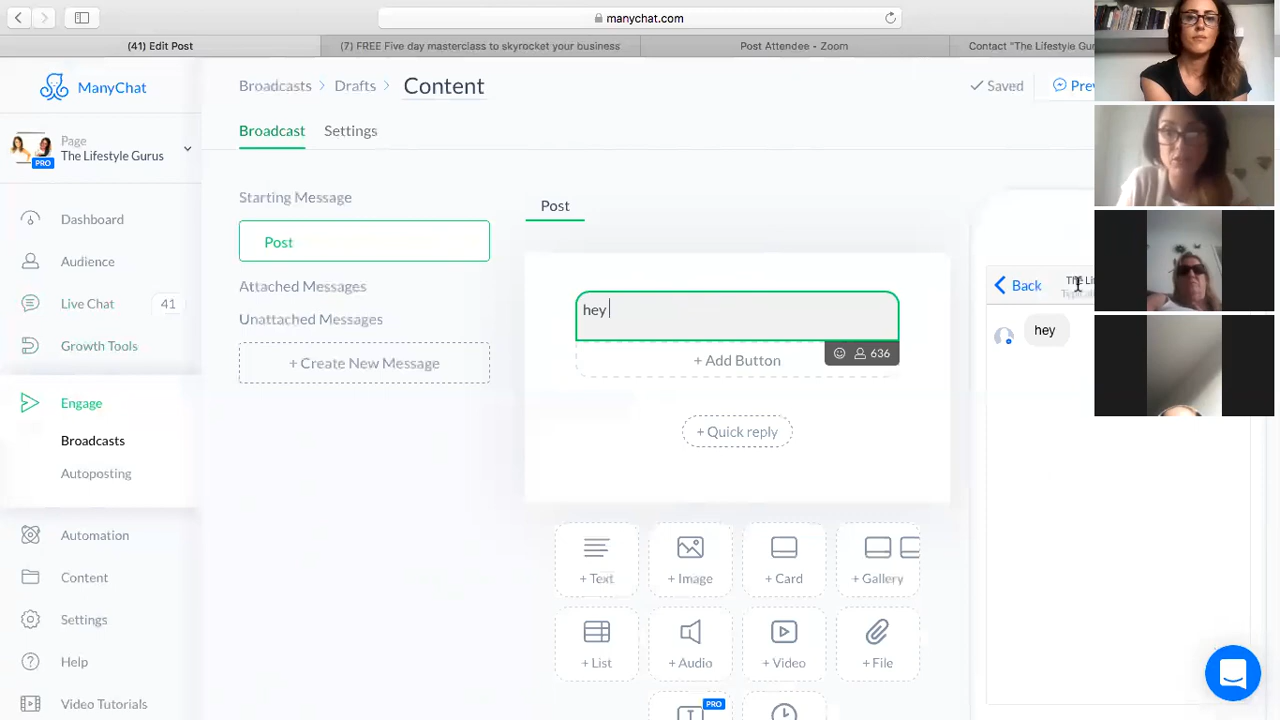 manychat.com
(41) Edit Post
(7) FREE Five day masterclass to skyrocket your business
Post Attendee - Zoom
Contact "The Lifestyle Gur
ManyChat
Broadcasts
Drafts
Content
Saved
Prev
Broadcast
Settings
Page
The Lifestyle Gurus
PRO
Starting Message
Post
Attached Messages
Unattached Messages
+ Create New Message
Dashboard
Audience
Live Chat
41
Growth Tools
Engage
Broadcasts
Autoposting
Automation
Content
Settings
Help
Video Tutorials
Post
hey
636
+ Add Button
+ Quick reply
+ Text
+ Image
+ Card
+ Gallery
+ List
+ Audio
+ Video
+ File
PRO
Back
hey